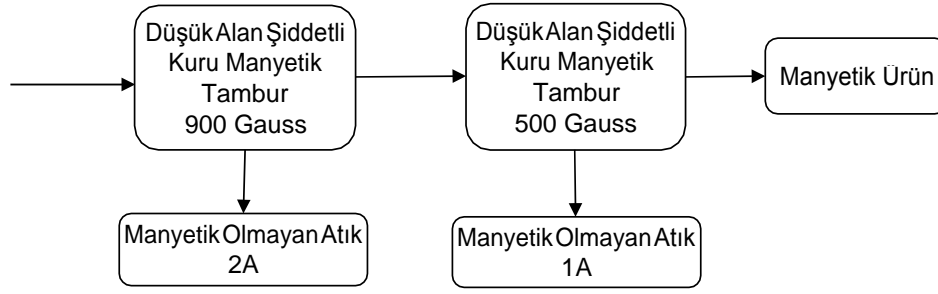 Düşük Alan Şiddetli
Kuru Manyetik
Tambur
900 Gauss
Düşük Alan Şiddetli
Kuru Manyetik
Tambur
500 Gauss
Manyetik Ürün
Manyetik Olmayan Atık
2A
Manyetik Olmayan Atık
1A